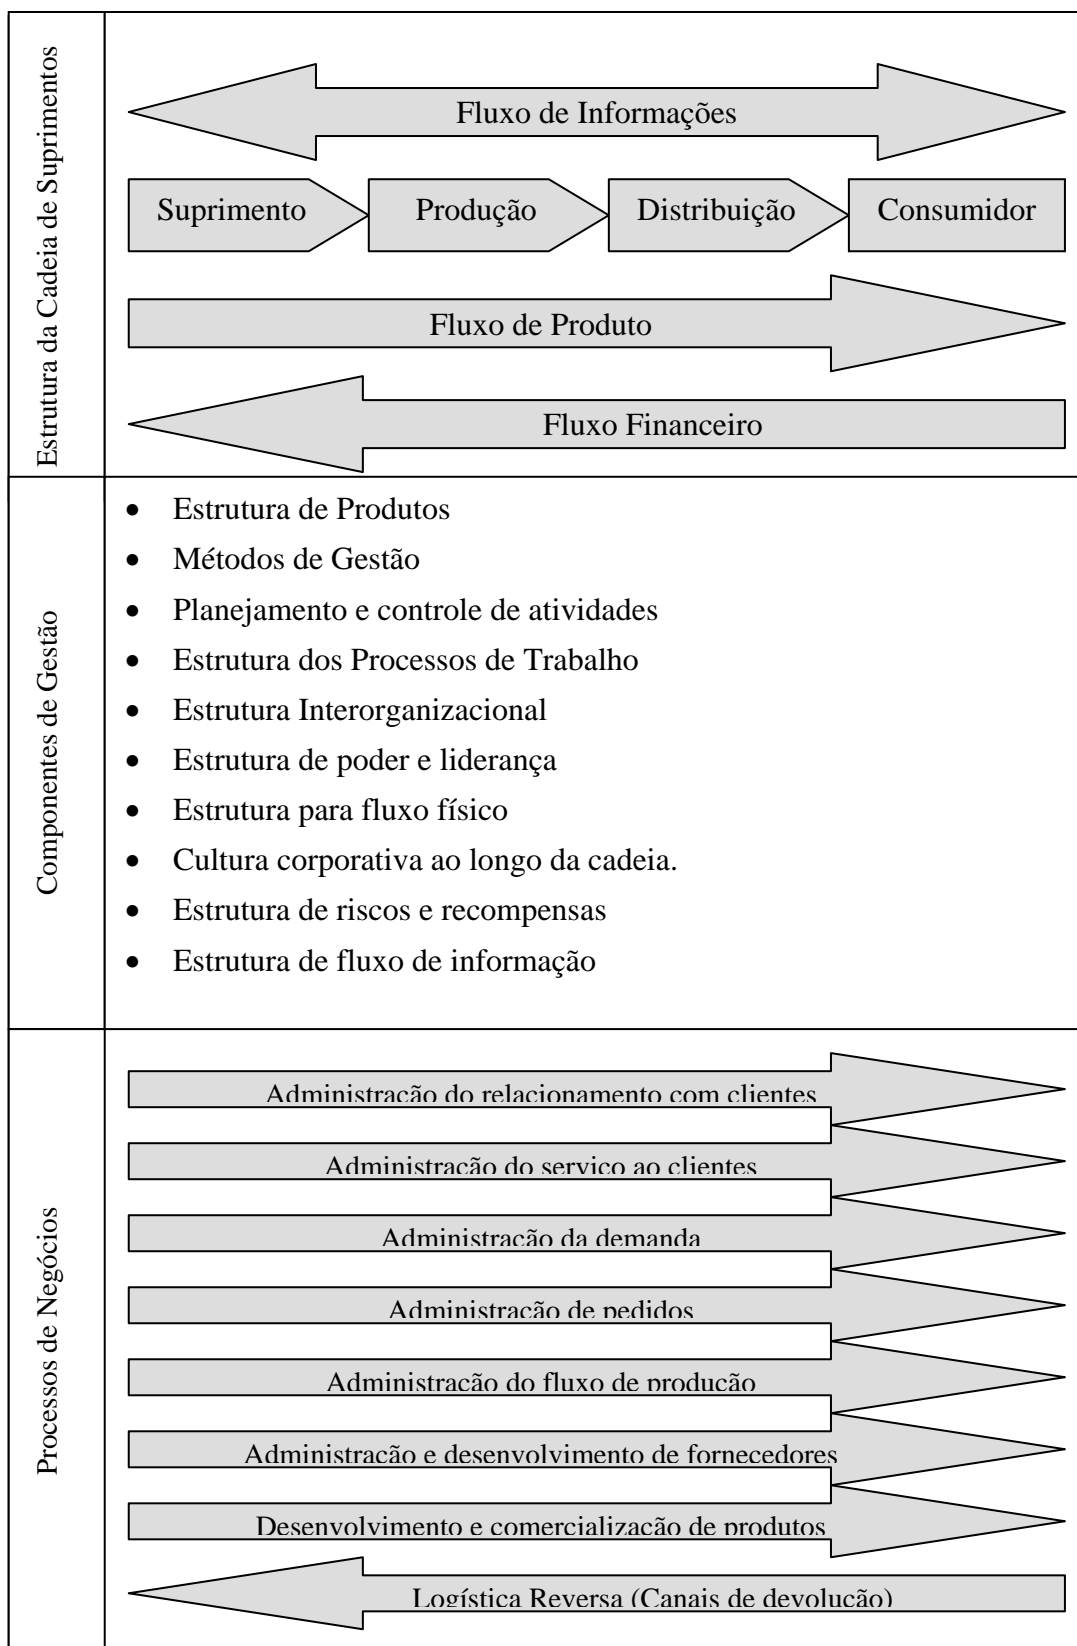 Estrutura da Cadeia de Suprimentos
Fluxo de Informações
Suprimento
Produção
Distribuição
Consumidor
Fluxo de Produto
Fluxo Financeiro
Componentes de Gestão
• Estrutura de Produtos
• Métodos de Gestão
• Planejamento e controle de atividades
• Estrutura dos Processos de Trabalho
• Estrutura Interorganizacional
• Estrutura de poder e liderança
• Estrutura para fluxo físico
• Cultura corporativa ao longo da cadeia.
• Estrutura de riscos e recompensas
• Estrutura de fluxo de informação
Processos de Negócios
Administração do relacionamento com clientes
Administração do serviço ao clientes
Administração da demanda
Administração de pedidos
Administração do fluxo de produção
Administração e desenvolvimento de fornecedores
Desenvolvimento e comercialização de produtos
Logística Reversa (Canais de devolução)